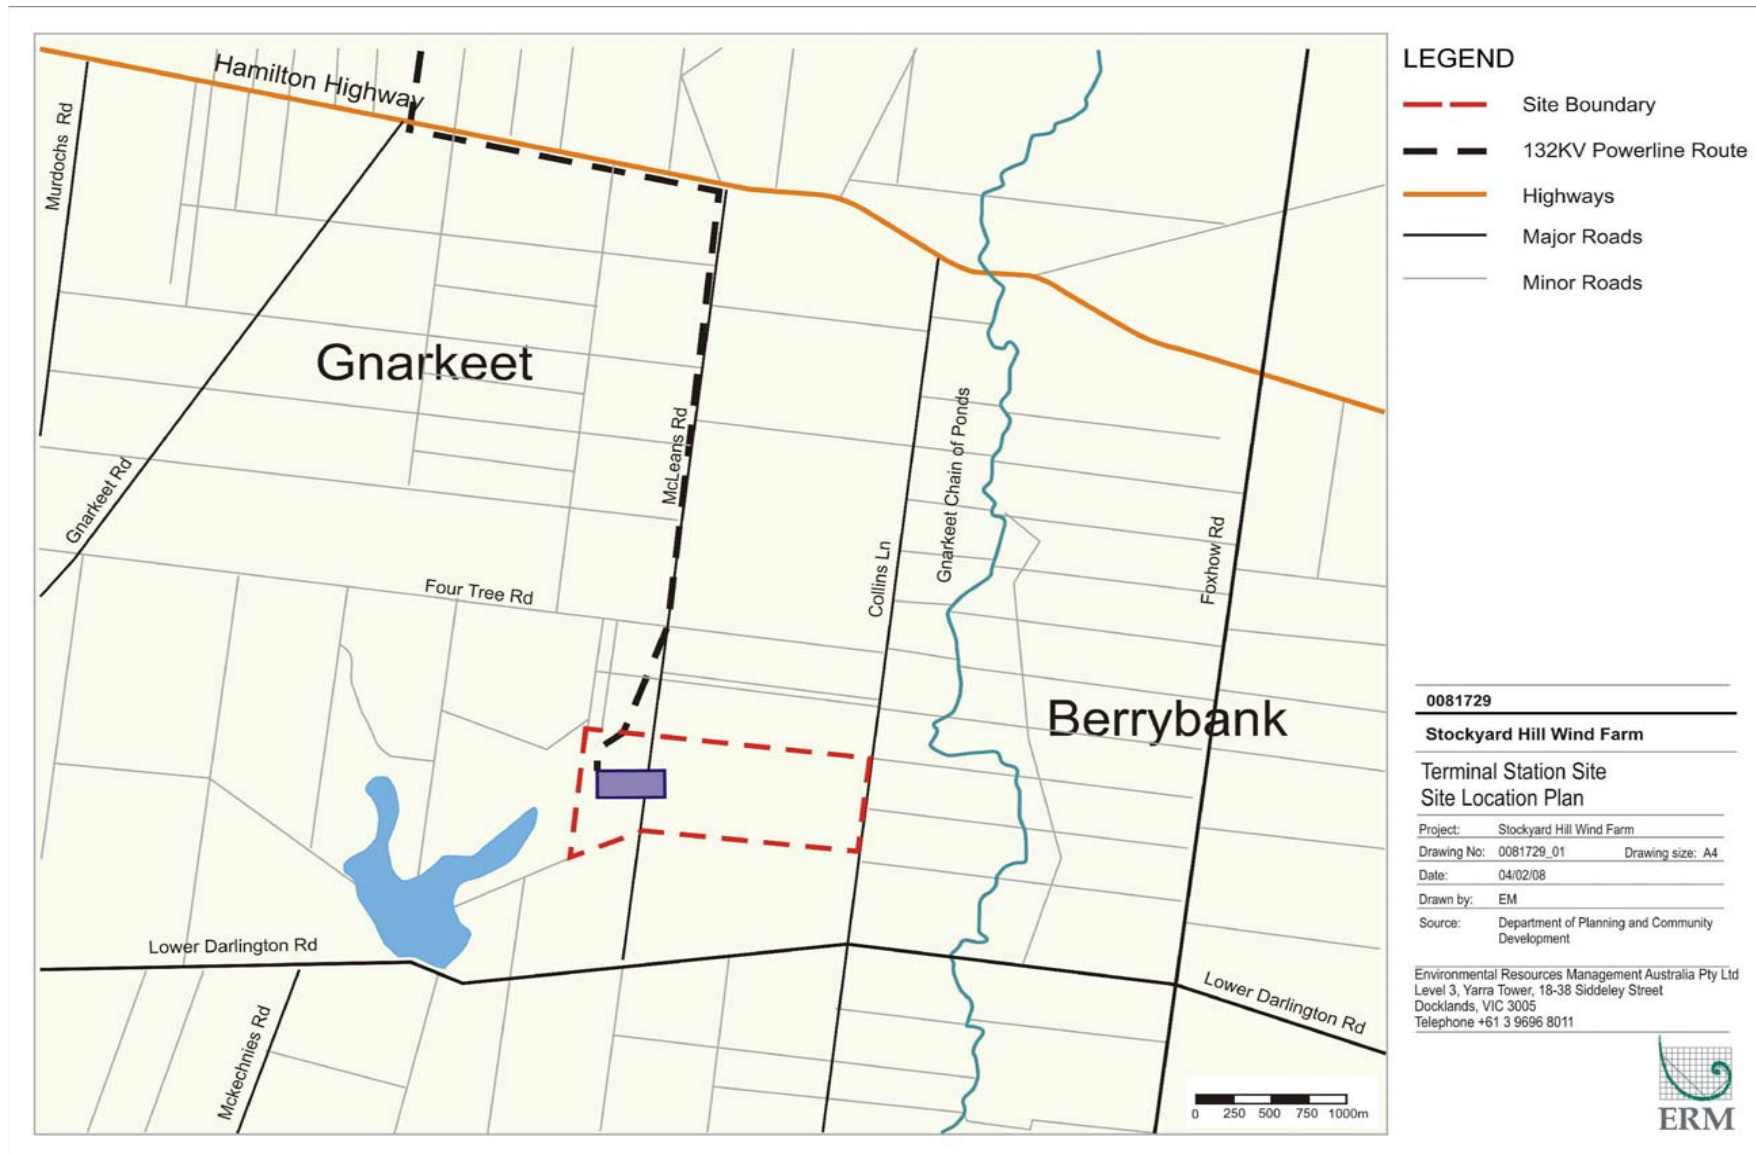 Hamilton Highway
Murdochs Rd
Gnarkeet
McLeans Rd
Gnarkeet Chain of Ponds
Gnarkeet Rd
Foxhow Rd
Collins Ln
Four Tree Rd
Berrybank
Lower Darlington Rd
Lower Darlington Rd
Mckechnies Rd
0 250 500 750 1000m
LEGEND
Site Boundary
132KV Powerline Route
Highways
Major Roads
Minor Roads
0081729
Stockyard Hill Wind Farm
Terminal Station Site
Site Location Plan
Project: Stockyard Hill Wind Farm
Drawing No: 0081729_01 Drawing size: A4
Date: 04/02/08
Drawn by: EM
Source: Department of Planning and Community
Development
Environmental Resources Management Australia Pty Ltd
Level 3, Yarra Tower, 18-38 Siddeley Street
Docklands, VIC 3005
Telephone +61 3 9696 8011
ERM